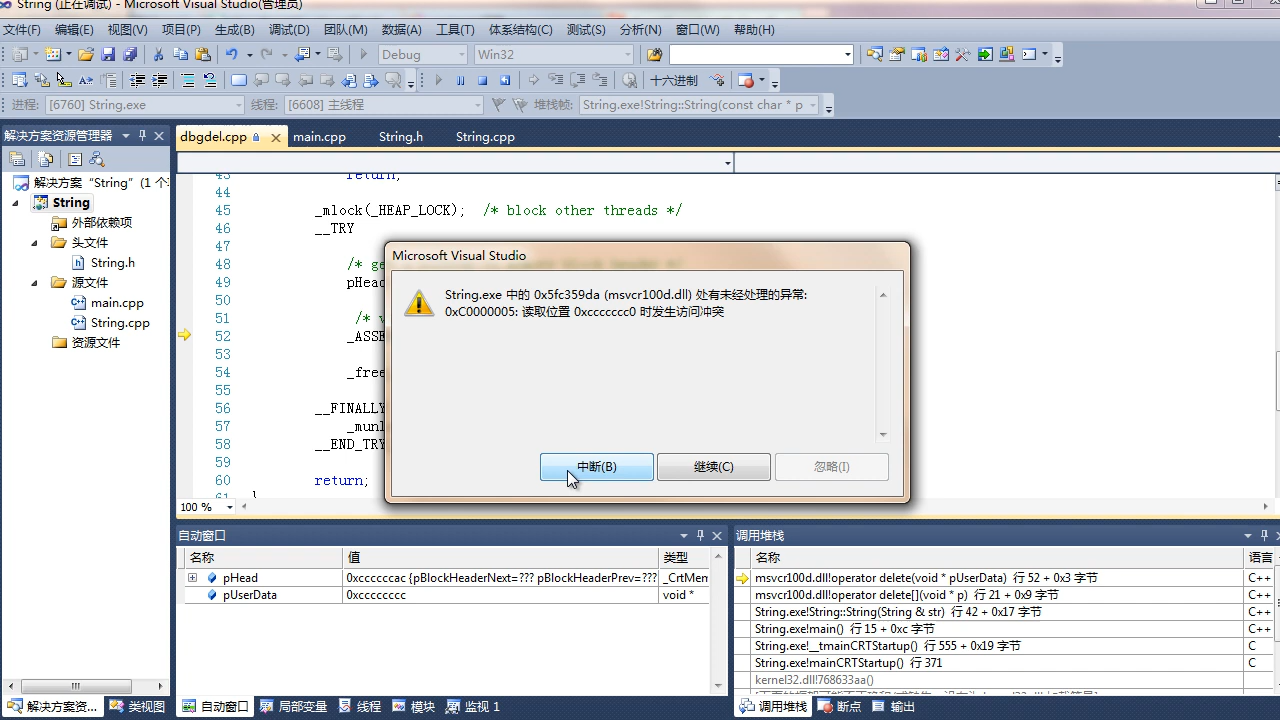 String (正在调试) - Microsoft Visual Studio(管理员)
文件(F) 编辑(E) 视图(V) 项目(P) 生成(B) 调试(D) 团队(M) 数据(A) 工具(T) 体系结构(C) 测试(S) 分析(N) 窗口(W) 帮助(H)
Debug Win32
十六进制
进程: [6760] String.exe 线程: [6608] 主线程 堆栈帧: String.exe!String::String(const char * p
解决方案资源管理器
dbgdel.cpp main.cpp String.h String.cpp
解决方案 “String” (1 个
String
外部依赖项
头文件
String.h
源文件
main.cpp
String.cpp
资源文件
43 return;
44
45 _mlock(_HEAP_LOCK); /* block other threads */
46 __TRY
47
48 /* ge
49 pHead
50
51 /* v
52 _ASSE
53
54 _free
55
56 __FINALLY
57 _munl
58 __END_TRY
59
60 return;
61 }
100 %
Microsoft Visual Studio
String.exe 中的 0x5fc359da (msvcr100d.dll) 处有未经处理的异常:
0xC0000005: 读取位置 0xccccccc0 时发生访问冲突
中断(B) 继续(C) 忽略(I)
自动窗口
名称 值 类型
pHead 0xccccccac {pBlockHeaderNext=??? pBlockHeaderPrev=??? _CrtMem
pUserData 0xcccccccc void *
调用堆栈
名称 语言
msvcr100d.dll!operator delete(void * pUserData) 行 52 + 0x3 字节 C++
msvcr100d.dll!operator delete[](void * p) 行 21 + 0x9 字节 C++
String.exe!String::String(String & str) 行 42 + 0x17 字节 C++
String.exe!main() 行 15 + 0xc 字节 C++
String.exe!__tmainCRTStartup() 行 555 + 0x19 字节 C
String.exe!mainCRTStartup() 行 371 C
kernel32.dll!768633aa()
解决方案资... 类视图 自动窗口 局部变量 线程 模块 监视 1 调用堆栈 断点 输出